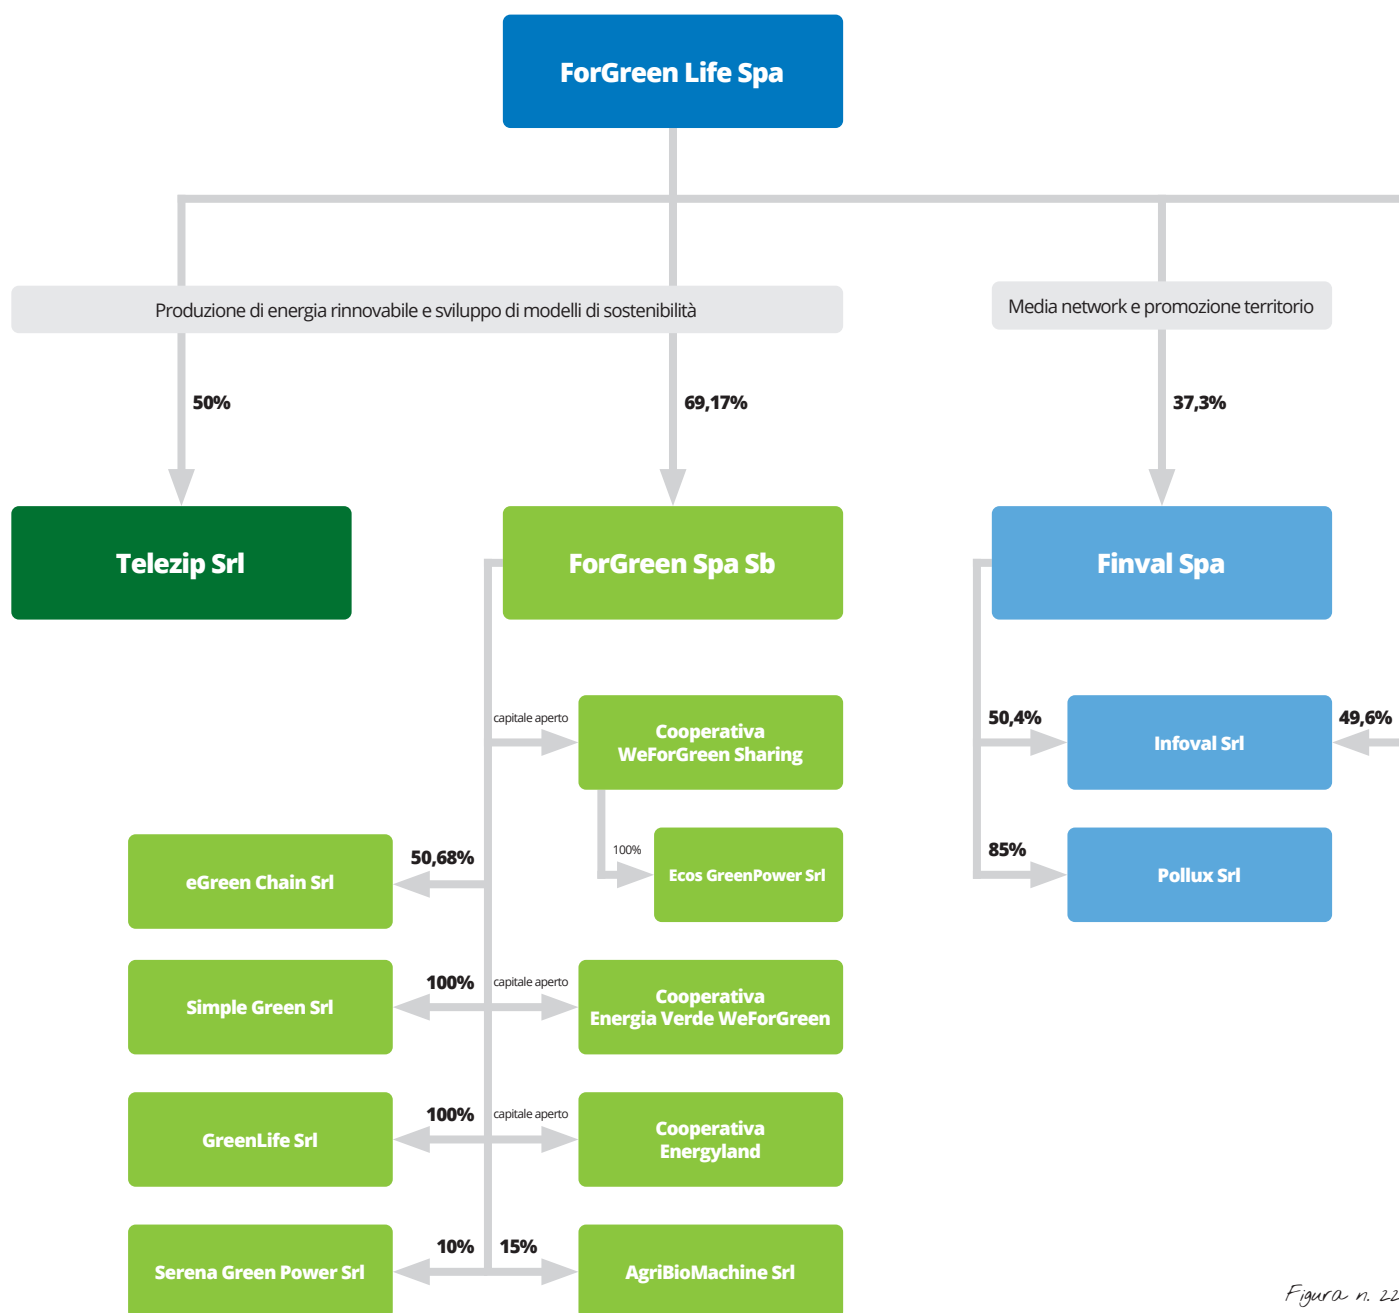 ForGreen Life Spa
Produzione di energia rinnovabile e sviluppo di modelli di sostenibilità
Media network e promozione territorio
50%
69,17%
37,3%
Telezip Srl
ForGreen Spa Sb
Finval Spa
capitale aperto
Cooperativa
WeForGreen Sharing
50,4%
Infoval Srl
49,6%
eGreen Chain Srl
50,68%
100%
Ecos GreenPower Srl
85%
Pollux Srl
Simple Green Srl
100%
capitale aperto
Cooperativa
Energia Verde WeForGreen
GreenLife Srl
100%
capitale aperto
Cooperativa
Energyland
Serena Green Power Srl
10%
15%
AgriBioMachine Srl
Figura n. 22